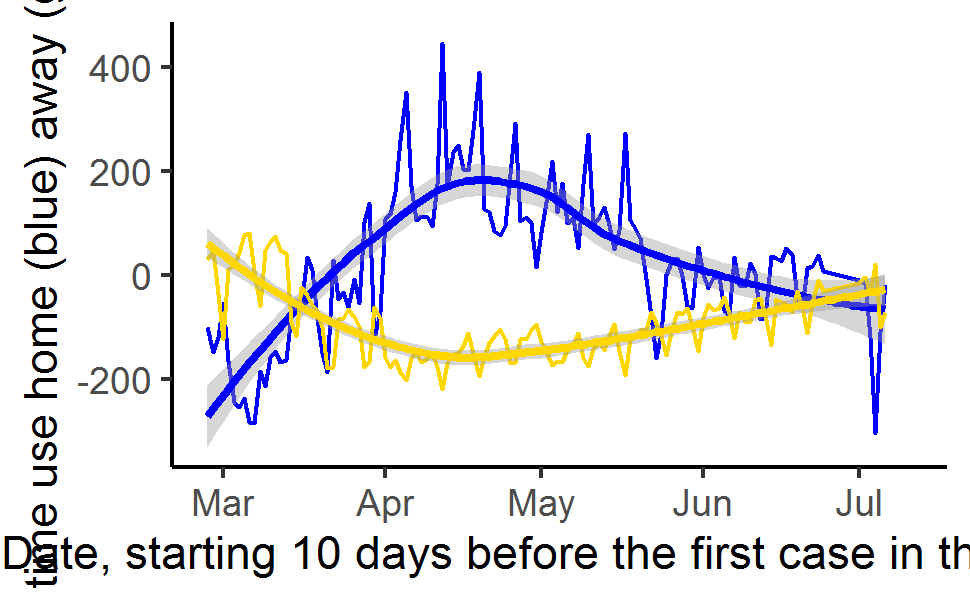 time use home (blue) away (
400
200
0
-200
Mar Apr May Jun Jul
Date, starting 10 days before the first case in th